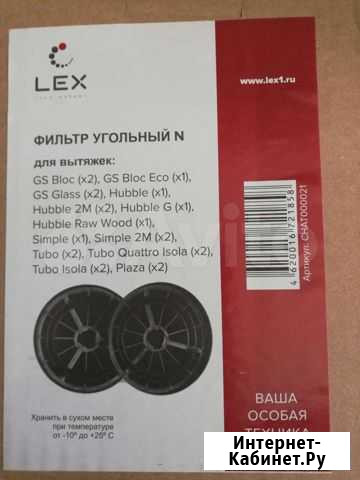 LEX
www.lex1.ru
ФИЛЬТР УГОЛЬНЫЙ N
для вытяжек:
GS Bloc (x2), GS Bloc Eco (x1),
GS Glass (x2), Hubble (x1),
Hubble 2M (x2), Hubble G (x1),
Hubble Raw Wood (x1),
Simple (x1), Simple 2M (x2),
Tubo (x2), Tubo Quattro Isola (x2),
Tubo Isola (x2), Plaza (x2)
4 620016 721858
Артикул: CHAT000021
Хранить в сухом месте
при температуре
от -10° до +25° С
ВАША
ОСОБАЯ
ТЕХНИКА
Интернет-
Кабинет.Ру